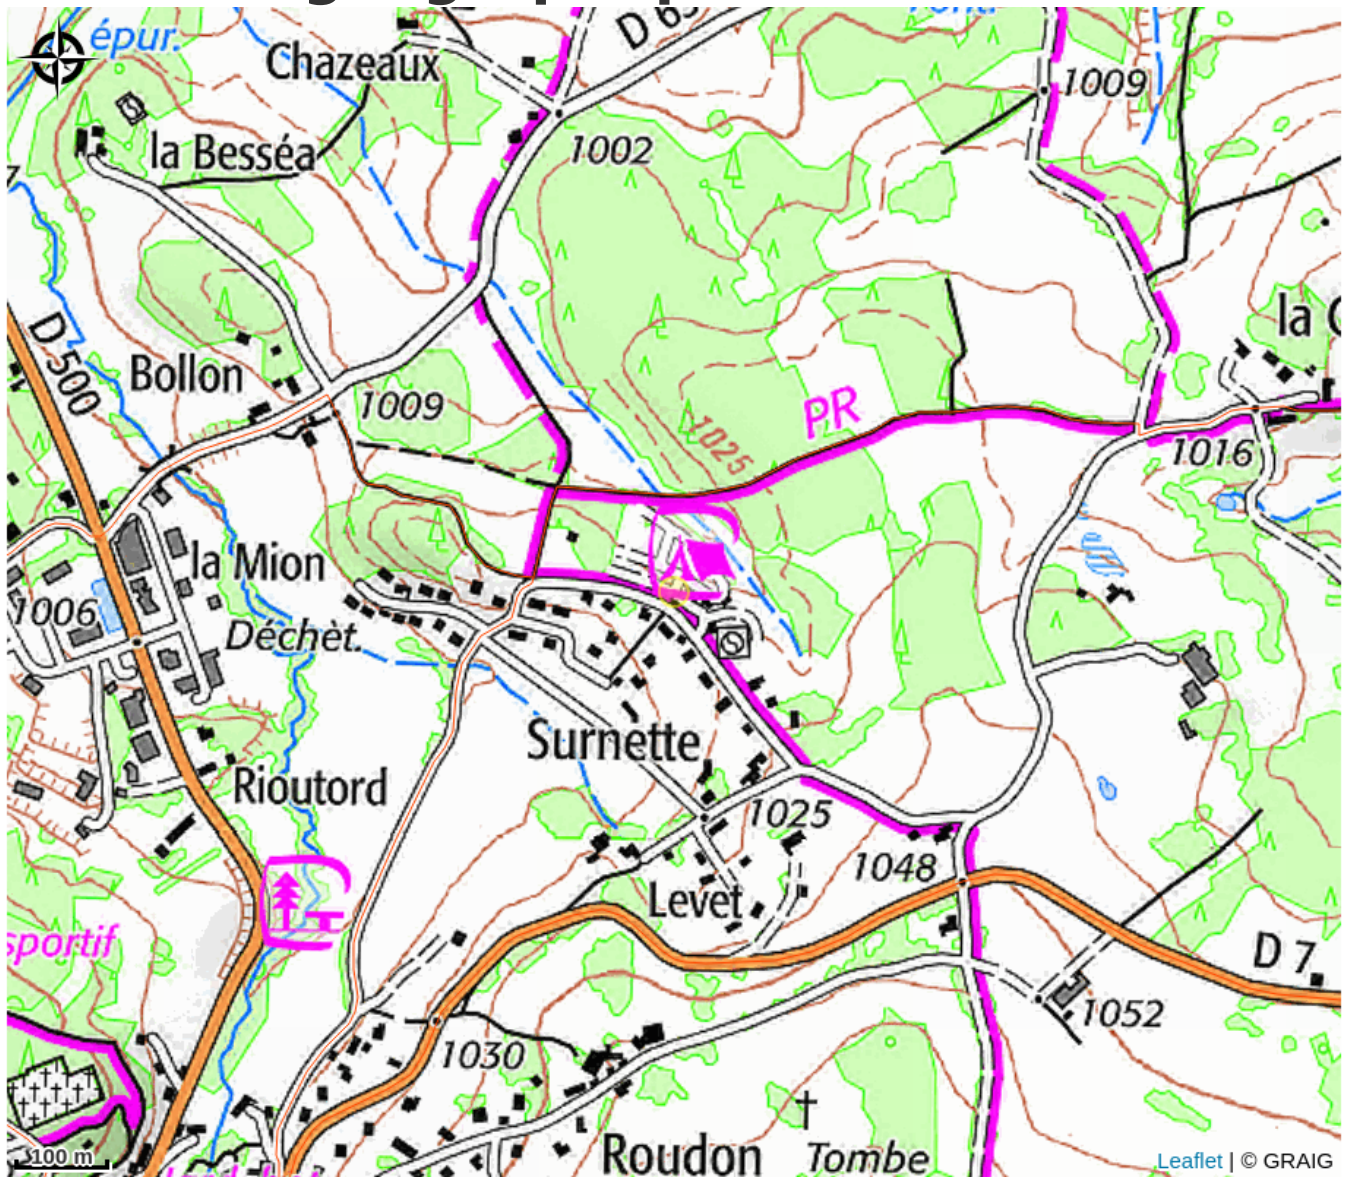 épur.
Chazeaux
1009
la Besséa
1002
D 500
la
Bollon
1009
PR
1025
1016
la Mion
1006
Déchèt.
Surnette
Rioutord
1025
1048
Levet
sportif
D 7
1052
1030
Roudon
Tombe
100 m
Leaflet | © GRAIG